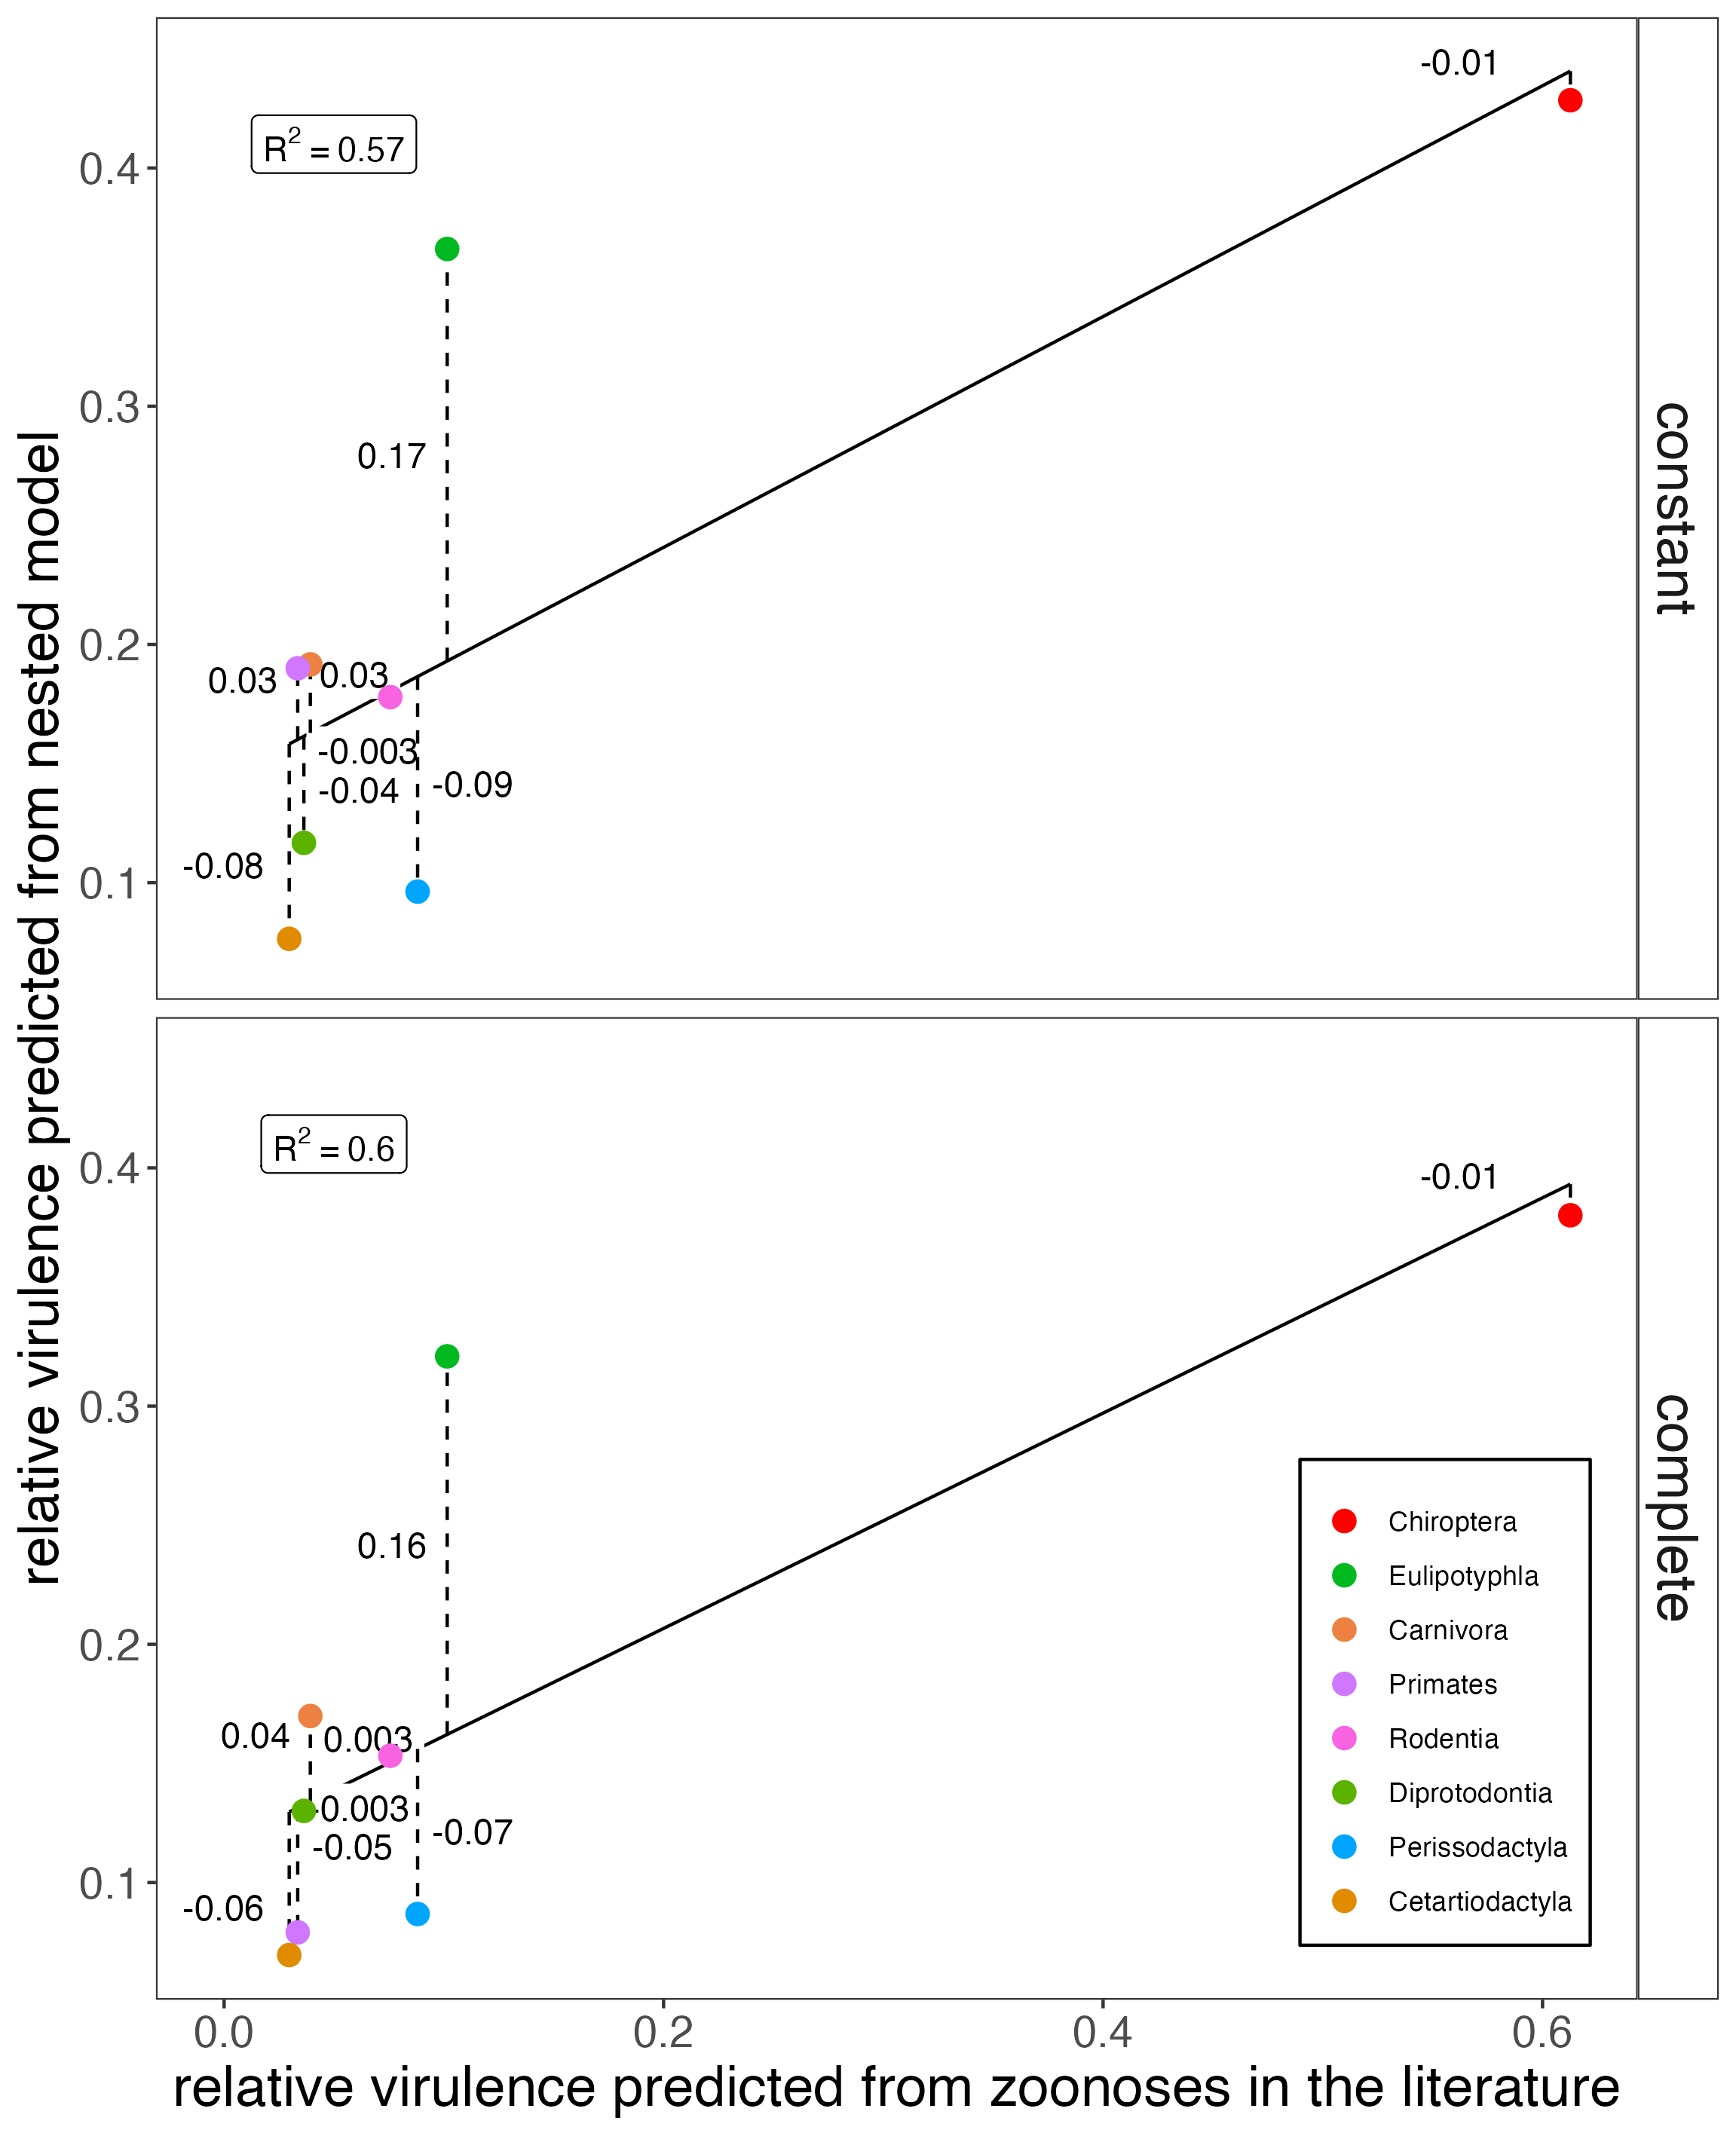 relative virulence predicted from nested model
-0.01
R² = 0.57
0.4
0.3
0.17
0.2
0.03
0.03
-0.003
-0.04
-0.09
-0.08
0.1
constant
R² = 0.6
0.4
-0.01
0.3
0.16
0.2
0.04
0.003
-0.003
-0.05
-0.07
0.1
-0.06
complete
Chiroptera
Eulipotyphla
Carnivora
Primates
Rodentia
Diprotodontia
Perissodactyla
Cetartiodactyla
0.0 0.2 0.4 0.6
relative virulence predicted from zoonoses in the literature